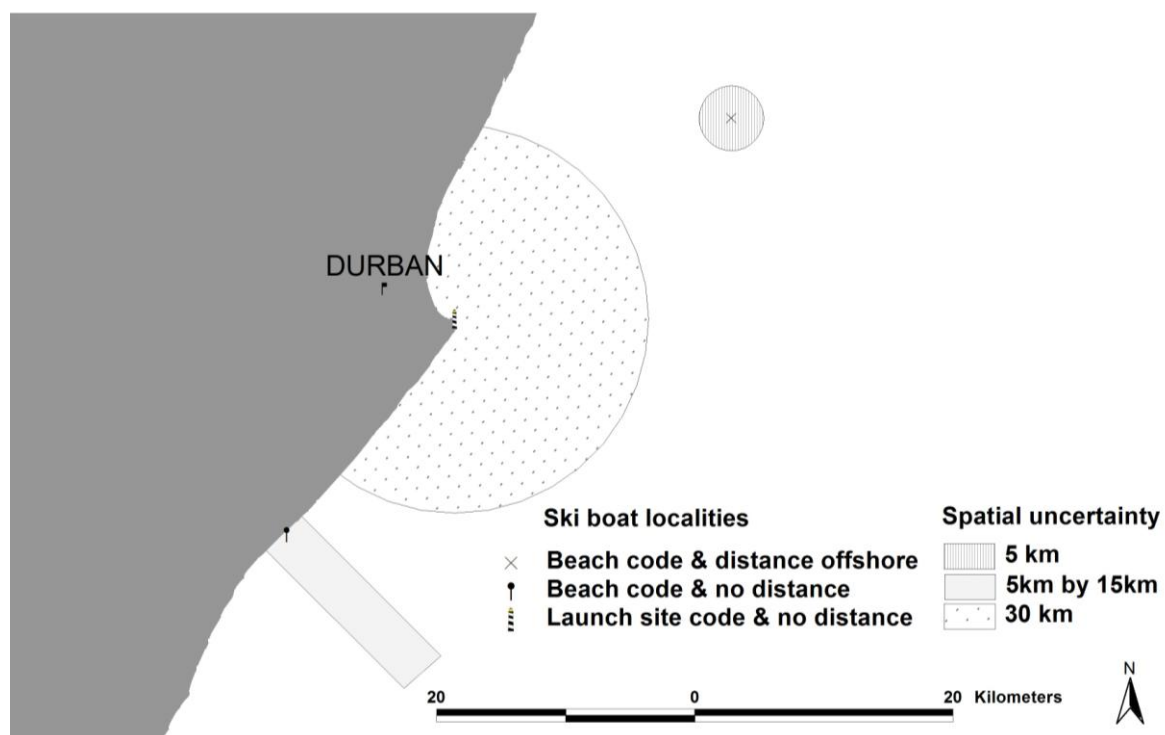 DURBAN
Ski boat localities
Beach code & distance offshore
Beach code & no distance
Launch site code & no distance
Spatial uncertainty
5 km
5km by 15km
30 km
20 0 20 Kilometers
N